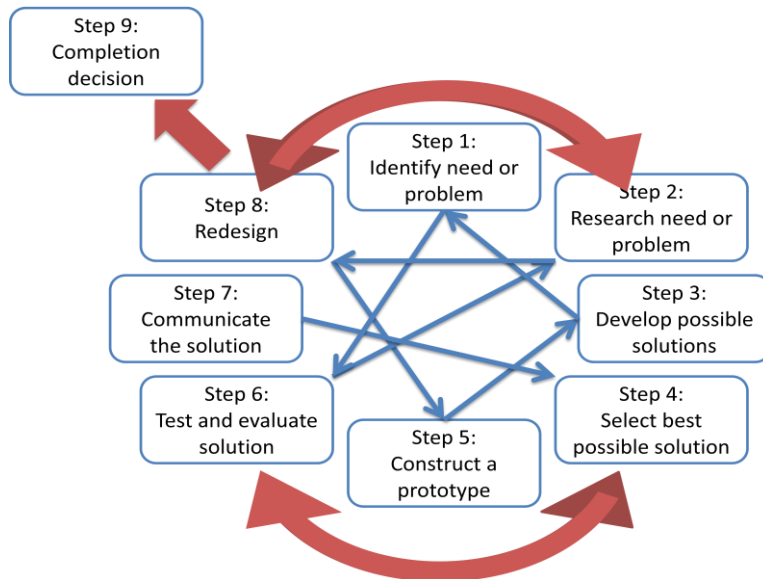 Step 9:
Completion
decision
Step 1:
Identify need or
problem
Step 2:
Research need or
problem
Step 3:
Develop possible
solutions
Step 4:
Select best
possible solution
Step 5:
Construct a
prototype
Step 6:
Test and evaluate
solution
Step 7:
Communicate
the solution
Step 8:
Redesign